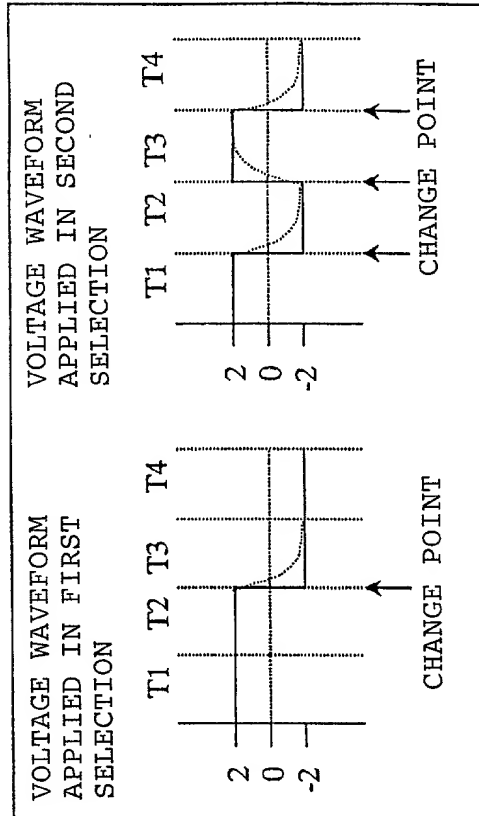 VOLTAGE WAVEFORM
APPLIED IN FIRST
SELECTION
T1 T2 T3 T4
2
0
-2
CHANGE POINT
VOLTAGE WAVEFORM
APPLIED IN SECOND
SELECTION
T1 T2 T3 T4
2
0
-2
CHANGE POINT